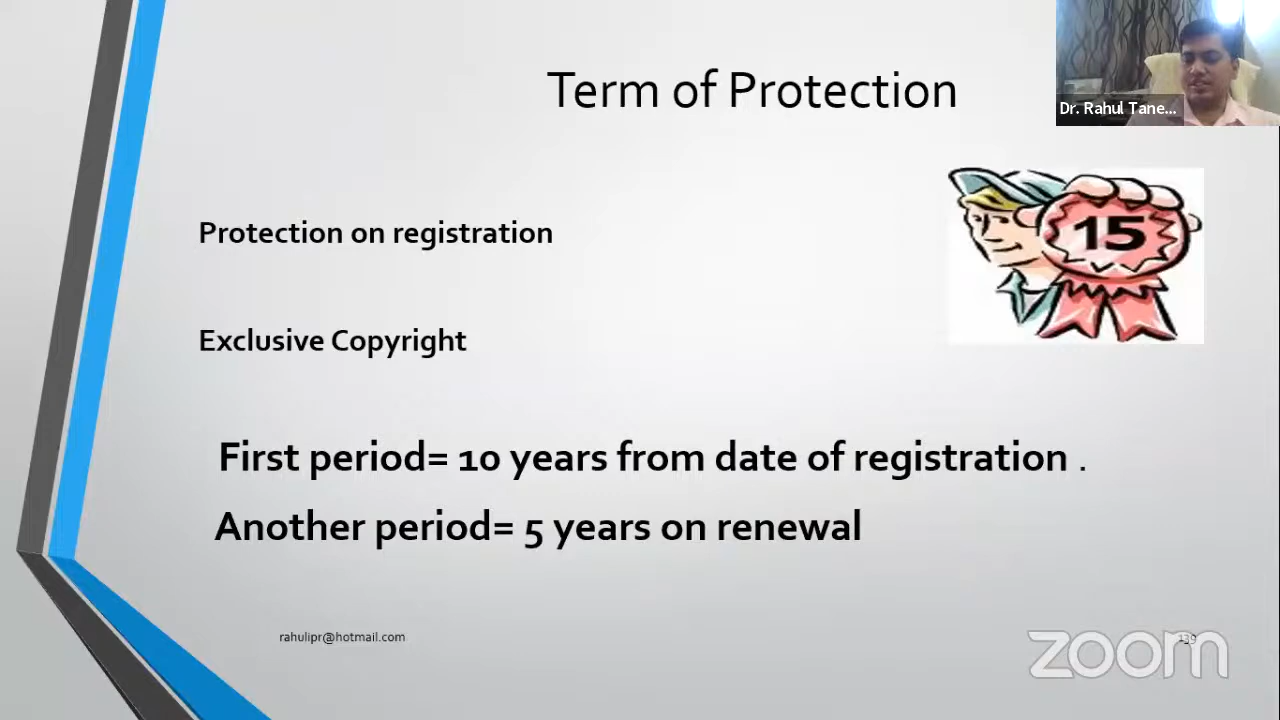 Term of Protection
Dr. Rahul Tane...
15
Protection on registration
Exclusive Copyright
First period= 10 years from date of registration .
Another period= 5 years on renewal
rahulipr@hotmail.com
139
zoom